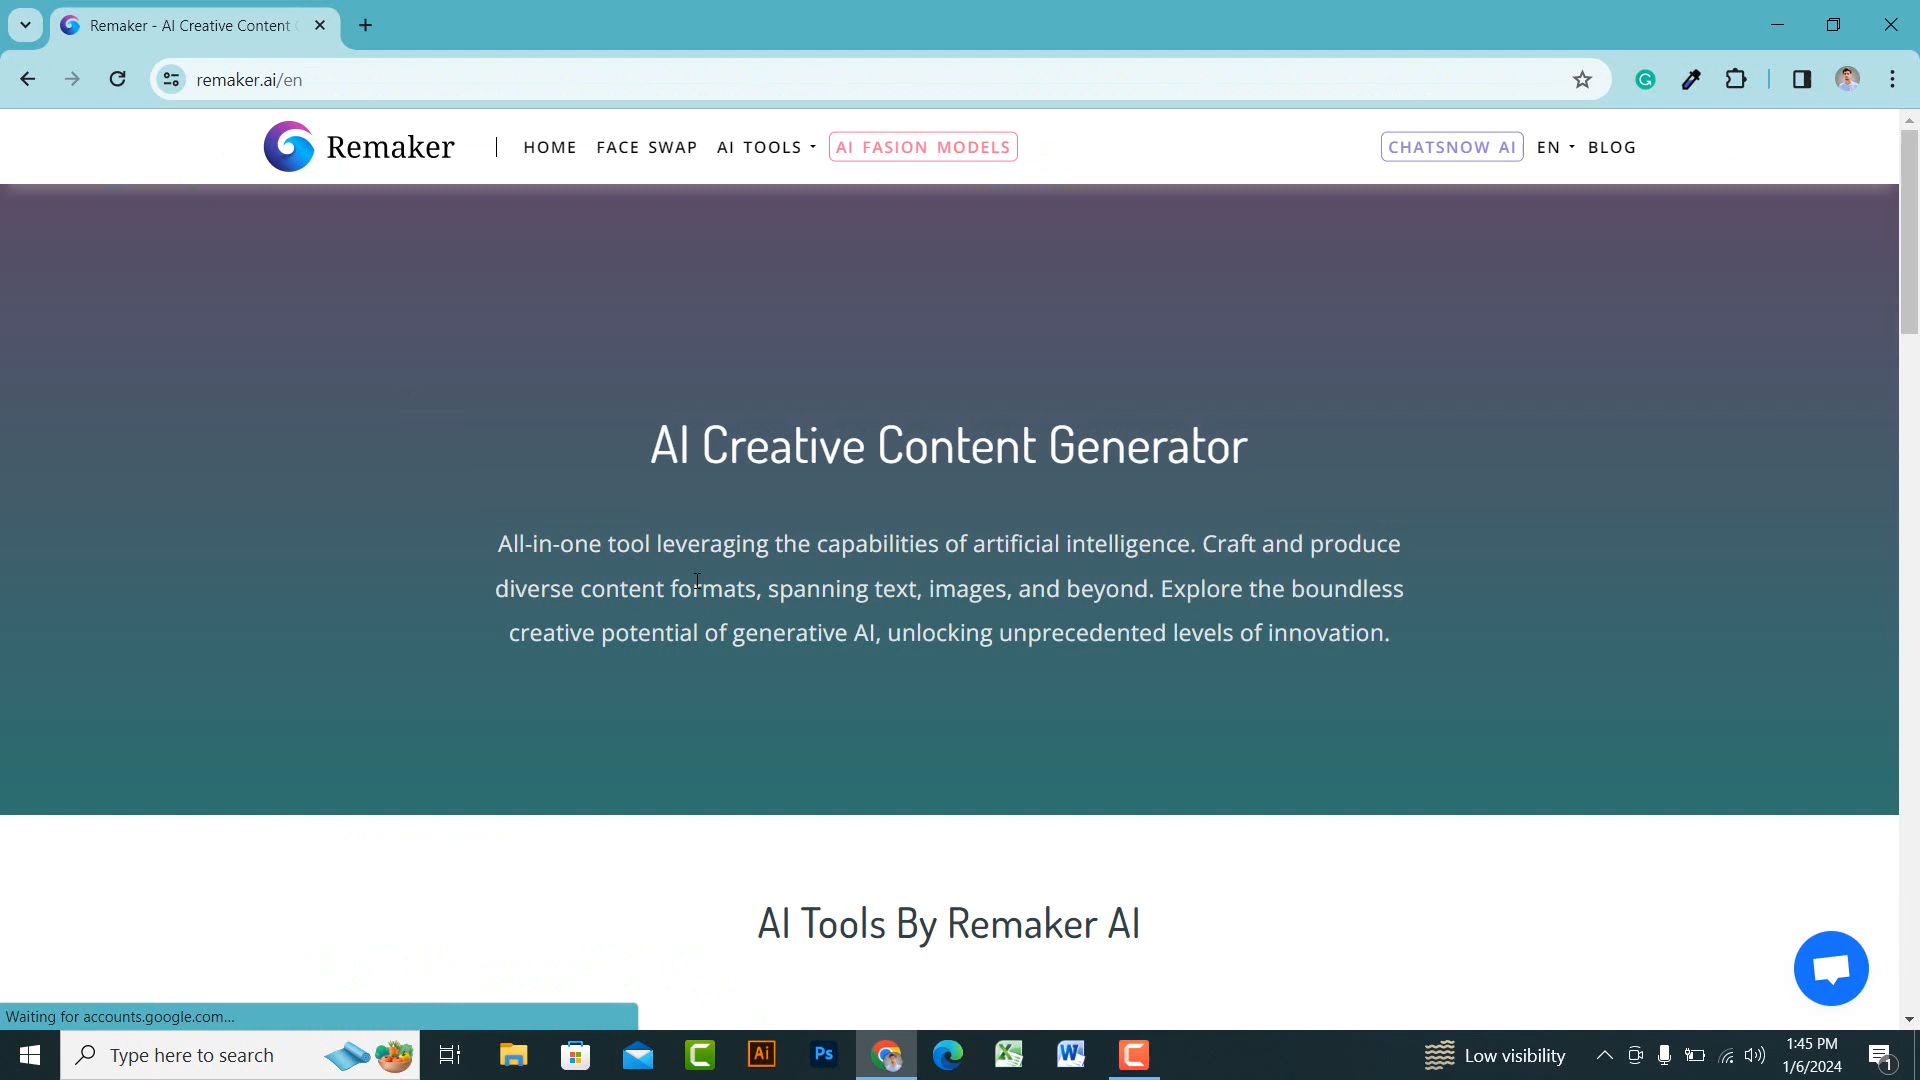 Remaker - AI Creative Content
remaker.ai/en
Remaker
HOME FACE SWAP AI TOOLS AI FASION MODELS CHATSNOW AI EN BLOG
AI Creative Content Generator
All-in-one tool leveraging the capabilities of artificial intelligence. Craft and produce
diverse content formats, spanning text, images, and beyond. Explore the boundless
creative potential of generative AI, unlocking unprecedented levels of innovation.
AI Tools By Remaker AI
Waiting for accounts.google.com...
Type here to search
Ai
Ps
Low visibility
1:45 PM
1/6/2024
1